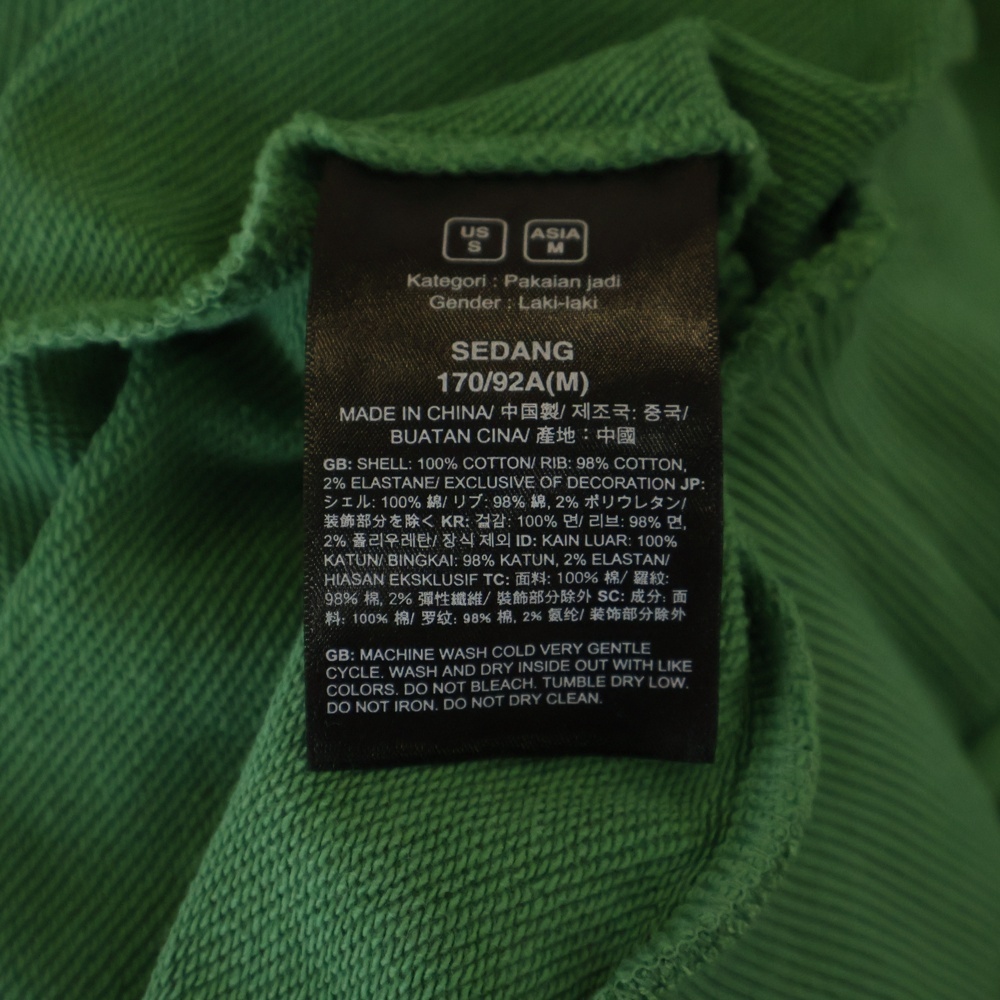 US
S
ASIA
M
Kategori : Pakaian jadi
Gender : Laki-laki
SEDANG
170/92A(M)
MADE IN CHINA/ 中国製/ 제조국: 중국/
BUATAN CINA/ 產地：中國
GB: SHELL: 100% COTTON/ RIB: 98% COTTON,
2% ELASTANE/ EXCLUSIVE OF DECORATION JP:
シェル: 100% 綿/ リブ: 98% 綿, 2% ポリウレタン/
装飾部分を除く KR: 겉감: 100% 면/ 리브: 98% 면,
2% 폴리우레탄/ 장식 제외 ID: KAIN LUAR: 100%
KATUN/ BINGKAI: 98% KATUN, 2% ELASTAN/
HIASAN EKSKLUSIF TC: 面料: 100% 棉/ 羅紋:
98% 棉, 2% 彈性纖維/ 裝飾部分除外 SC: 成分: 面
料: 100% 棉/ 罗纹: 98% 棉, 2% 氨纶/ 装饰部分除外
GB: MACHINE WASH COLD VERY GENTLE
CYCLE. WASH AND DRY INSIDE OUT WITH LIKE
COLORS. DO NOT BLEACH. TUMBLE DRY LOW.
DO NOT IRON. DO NOT DRY CLEAN.